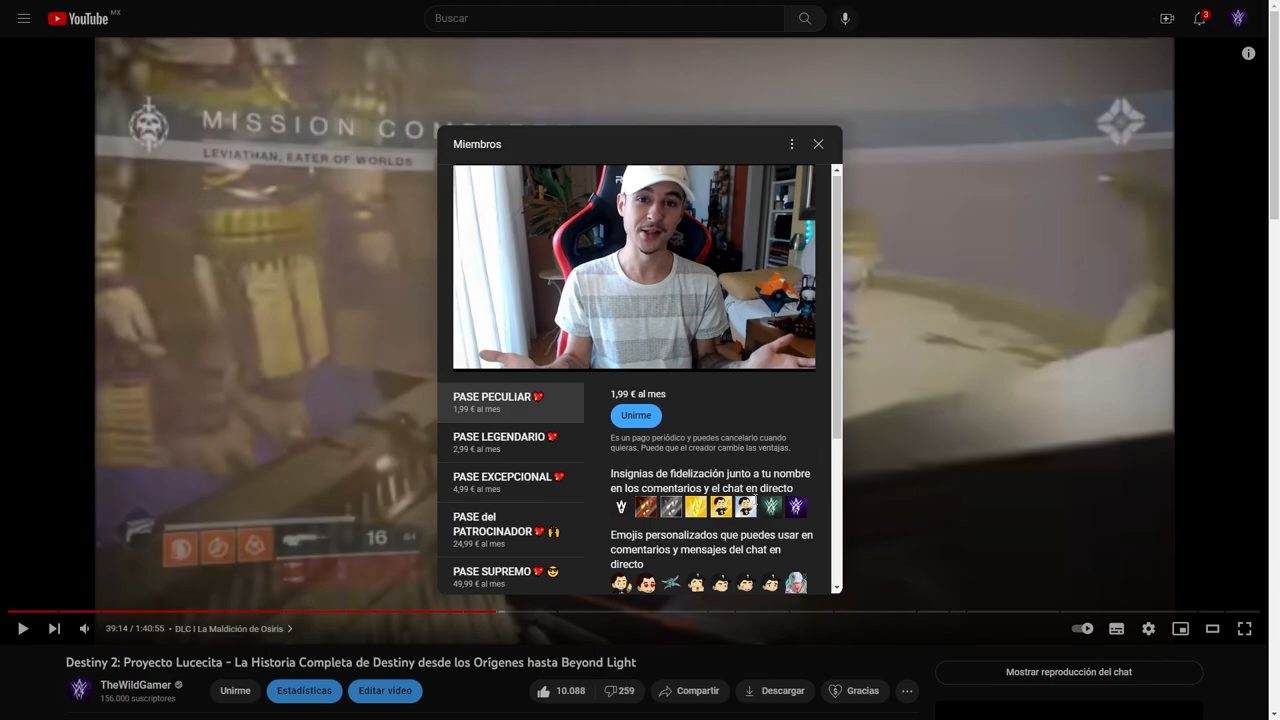 YouTube MX
Buscar
3
MISSION COMP
LEVIATHAN, EATER OF WORLDS
Miembros
PASE PECULIAR
1,99 € al mes
PASE LEGENDARIO
2,99 € al mes
PASE EXCEPCIONAL
4,99 € al mes
PASE del
PATROCINADOR
24,99 € al mes
PASE SUPREMO
49,99 € al mes
1,99 € al mes
Unirme
Es un pago periódico y puedes cancelarlo cuando
quieras. Puede que el creador cambie las ventajas.
Insignias de fidelización junto a tu nombre
en los comentarios y el chat en directo
Emojis personalizados que puedes usar en
comentarios y mensajes del chat en
directo
16
39:14 / 1:40:55 • DLC I La Maldición de Osiris
Destiny 2: Proyecto Lucecita - La Historia Completa de Destiny desde los Orígenes hasta Beyond Light
TheWildGamer
156.000 suscriptores
Unirme
Estadísticas
Editar vídeo
10.088
259
Compartir
Descargar
Gracias
Mostrar reproducción del chat